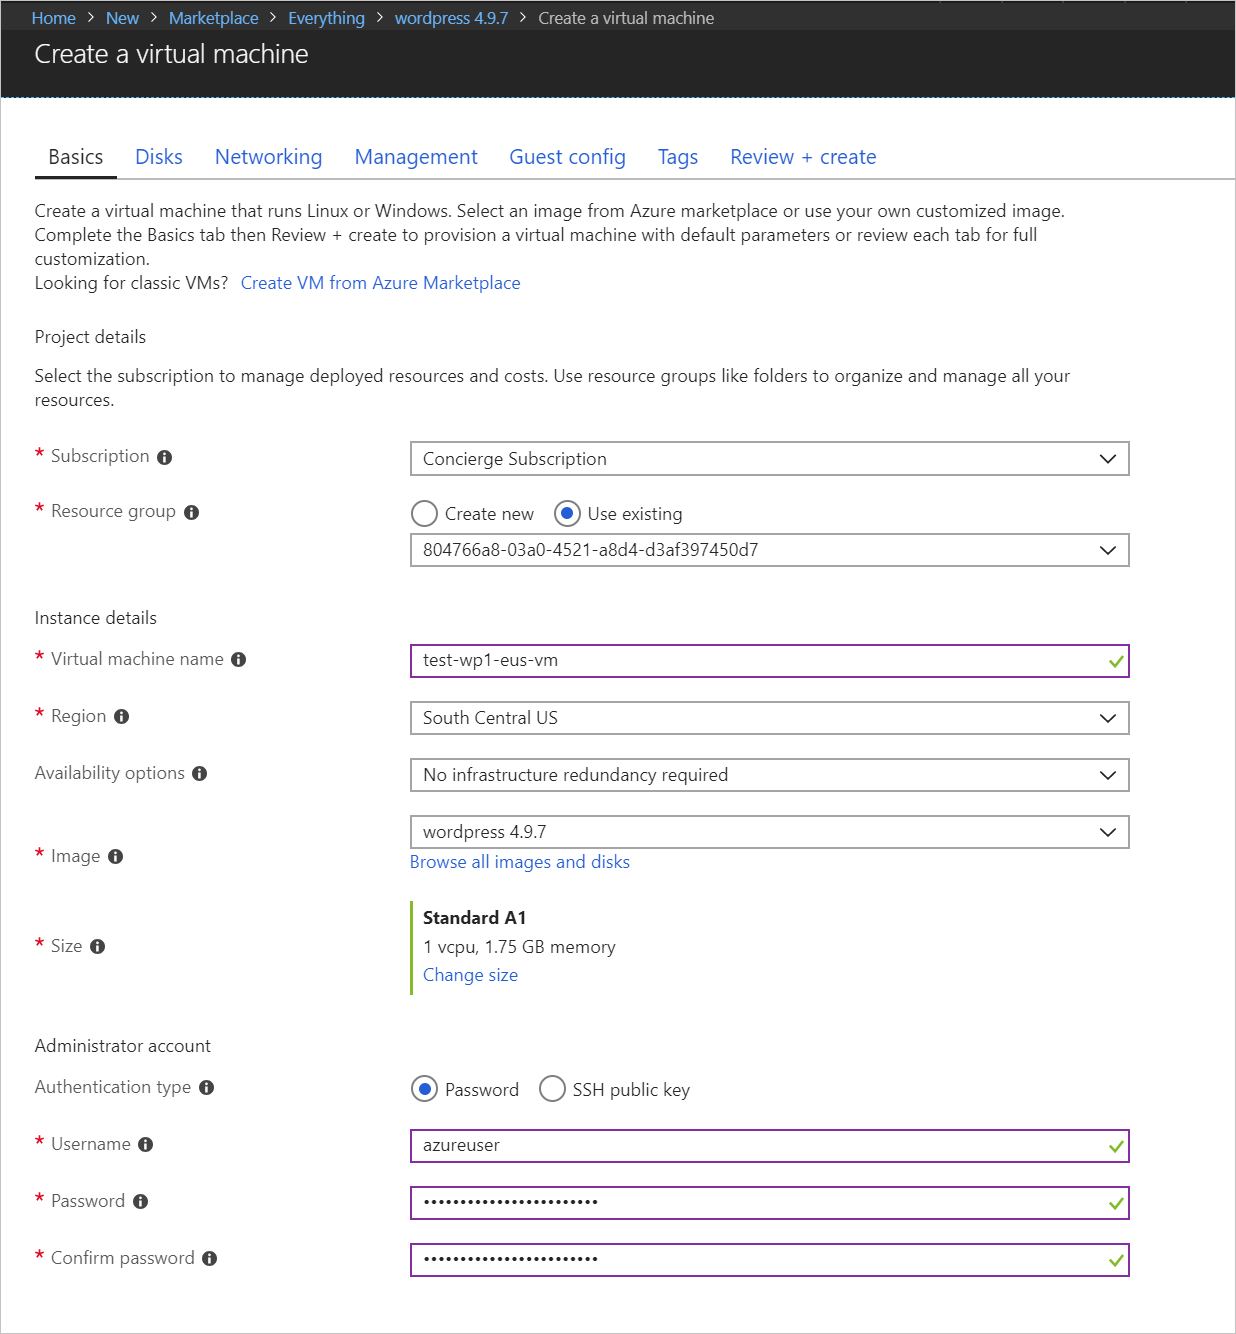 Home > New > Marketplace > Everything > wordpress 4.9.7 > Create a virtual machine
Create a virtual machine
Basics Disks Networking Management Guest config Tags Review + create
Create a virtual machine that runs Linux or Windows. Select an image from Azure marketplace or use your own customized image.
Complete the Basics tab then Review + create to provision a virtual machine with default parameters or review each tab for full
customization.
Looking for classic VMs? Create VM from Azure Marketplace
Project details
Select the subscription to manage deployed resources and costs. Use resource groups like folders to organize and manage all your
resources.
* Subscription Concierge Subscription
* Resource group Create new Use existing
804766a8-03a0-4521-a8d4-d3af397450d7
Instance details
* Virtual machine name test-wp1-eus-vm
* Region South Central US
Availability options No infrastructure redundancy required
* Image wordpress 4.9.7
Browse all images and disks
* Size Standard A1
1 vcpu, 1.75 GB memory
Change size
Administrator account
Authentication type Password SSH public key
* Username azureuser
* Password ••••••••••••••••••••••••
* Confirm password ••••••••••••••••••••••••